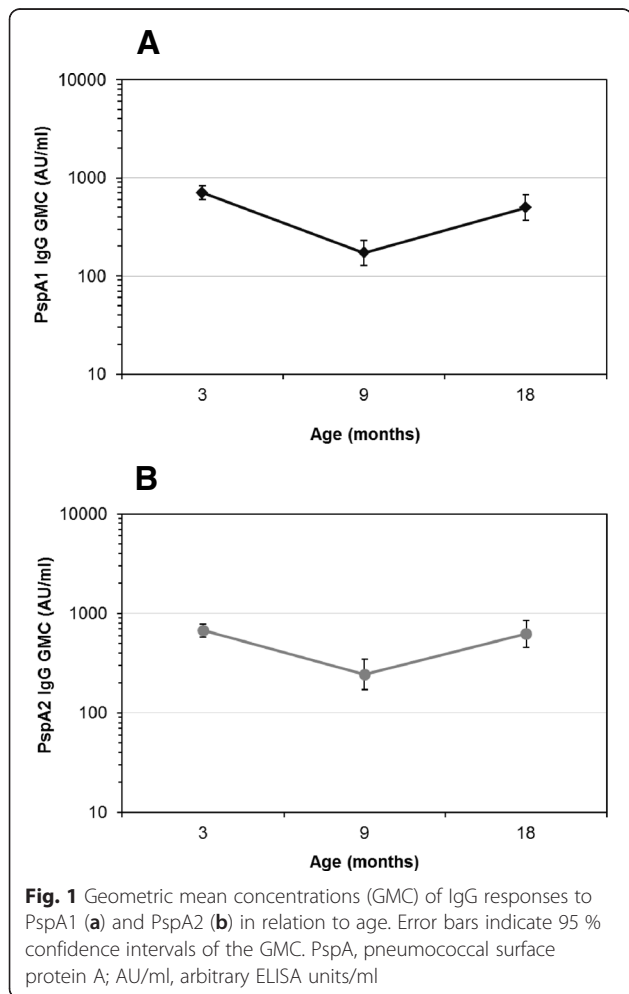 A
10000
1000
100
10
PspA1 IgG GMC (AU/ml)
3 9 18
Age (months)
B
10000
1000
100
10
PspA2 IgG GMC (AU/ml)
3 9 18
Age (months)
Fig. 1 Geometric mean concentrations (GMC) of IgG responses to
PspA1 (a) and PspA2 (b) in relation to age. Error bars indicate 95 %
confidence intervals of the GMC. PspA, pneumococcal surface
protein A; AU/ml, arbitrary ELISA units/ml